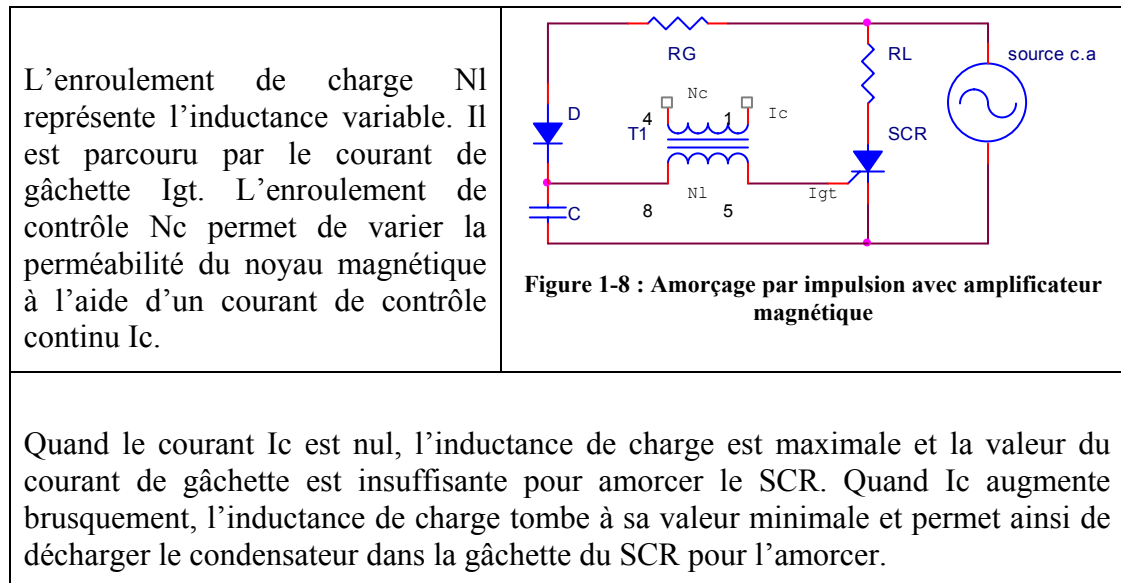 L'enroulement de charge Nl
représente l'inductance variable. Il
est parcouru par le courant de
gâchette Igt. L'enroulement de
contrôle Nc permet de varier la
perméabilité du noyau magnétique
à l'aide d'un courant de contrôle
continu Ic.
RG
RL
source c.a
Nc
D
4
1
Ic
T1
SCR
Nl
Igt
C
8
5
Figure 1-8 : Amorçage par impulsion avec amplificateur
magnétique
Quand le courant Ic est nul, l'inductance de charge est maximale et la valeur du
courant de gâchette est insuffisante pour amorcer le SCR. Quand Ic augmente
brusquement, l'inductance de charge tombe à sa valeur minimale et permet ainsi de
décharger le condensateur dans la gâchette du SCR pour l'amorcer.